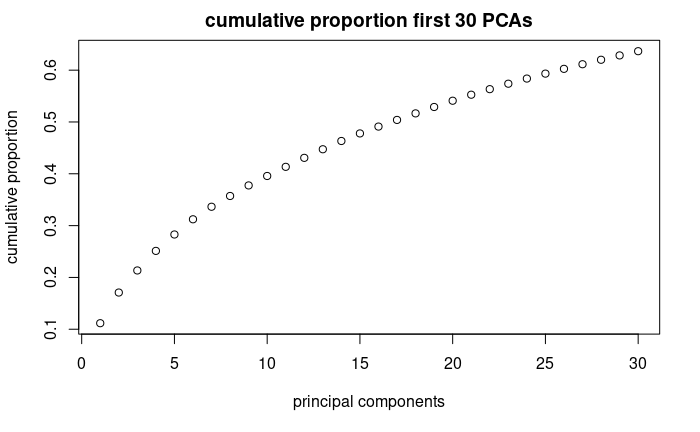 cumulative proportion first 30 PCAs
cumulative proportion
0.6
0.5
0.4
0.3
0.2
0.1
0 5 10 15 20 25 30
principal components